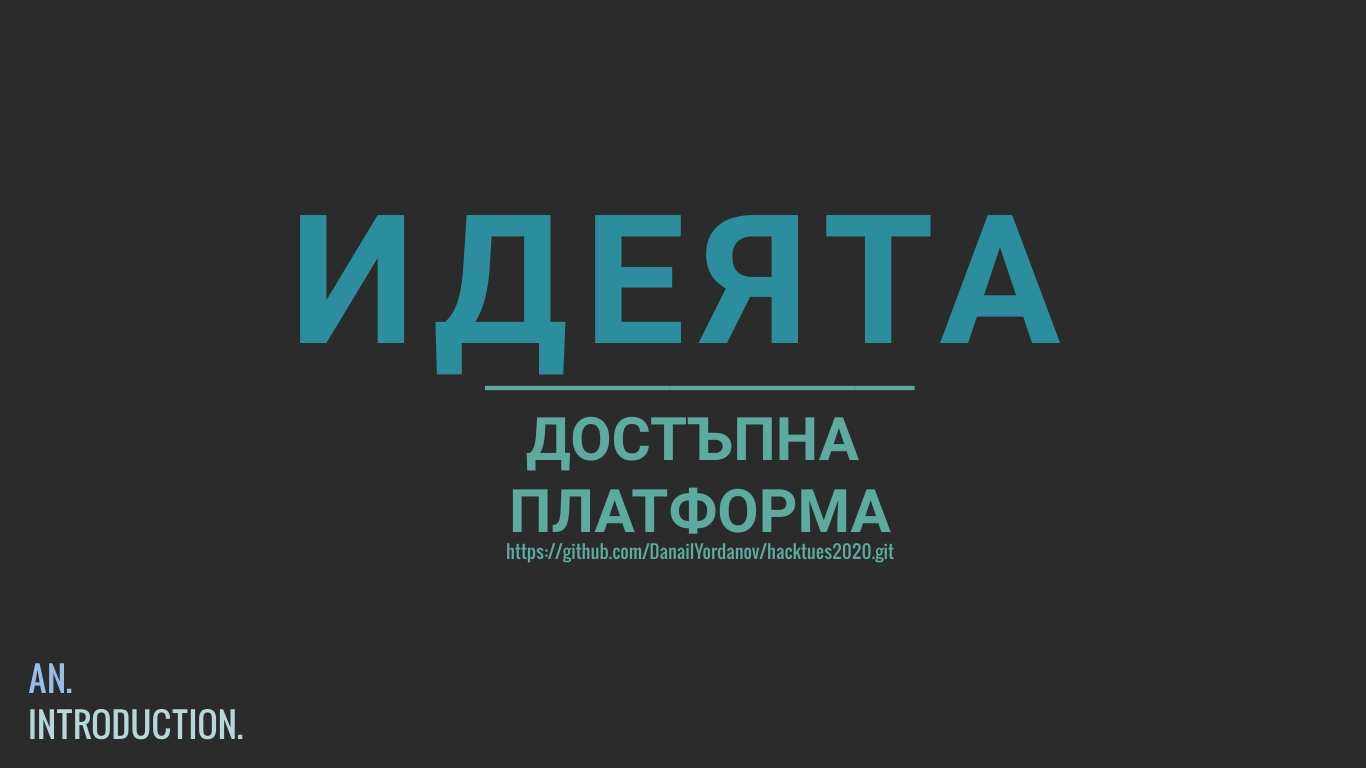 ИДЕЯТА
ДОСТЪПНА
ПЛАТФОРМА
https://github.com/DanailYordanov/hacktues2020.git
AN.
INTRODUCTION.